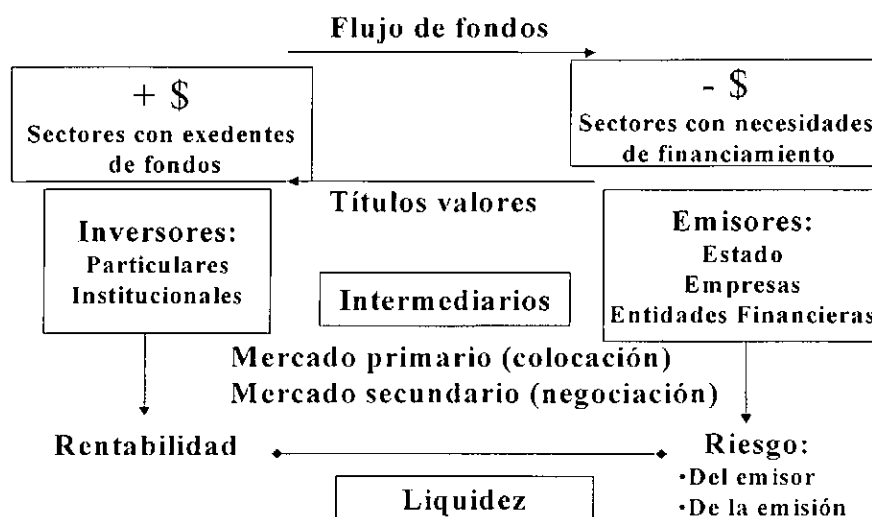 Flujo de fondos
+ $
Sectores con exedentes
de fondos
- $
Sectores con necesidades
de financiamiento
Títulos valores
Inversores:
Particulares
Institucionales
Intermediarios
Emisores:
Estado
Empresas
Entidades Financieras
Mercado primario (colocación)
Mercado secundario (negociación)
Rentabilidad
Riesgo:
•Del emisor
•De la emisión
Liquidez